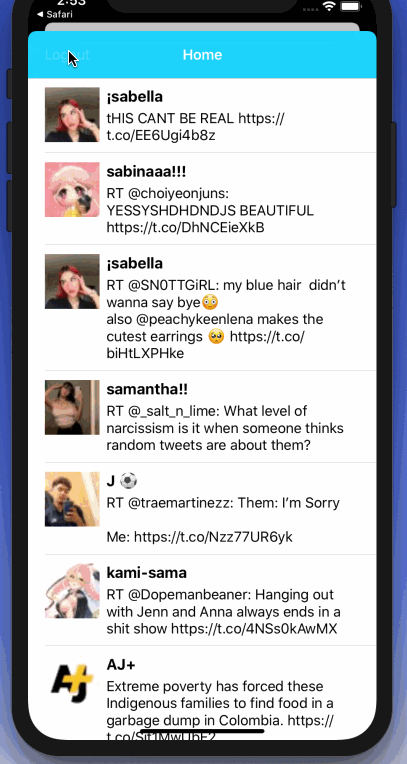 2:53
◀ Safari
Logout
Home
¡sabella
tHIS CANT BE REAL https://
t.co/EE6Ugi4b8z
sabinaaa!!!
RT @choiyeonjuns:
YESSYSHDHDNDJS BEAUTIFUL
https://t.co/DhNCEieXkB
¡sabella
RT @SN0TTGiRL: my blue hair  didn’t
wanna say bye😳
also @peachykeenlena makes the
cutest earrings 🥺 https://t.co/
biHtLXPHke
samantha!!
RT @_salt_n_lime: What level of
narcissism is it when someone thinks
random tweets are about them?
J ⚽
RT @traemartinezz: Them: I’m Sorry
Me: https://t.co/Nzz77UR6yk
kami-sama
RT @Dopemanbeaner: Hanging out
with Jenn and Anna always ends in a
shit show https://t.co/4NSs0kAwMX
AJ+
Extreme poverty has forced these
Indigenous families to find food in a
garbage dump in Colombia. https://